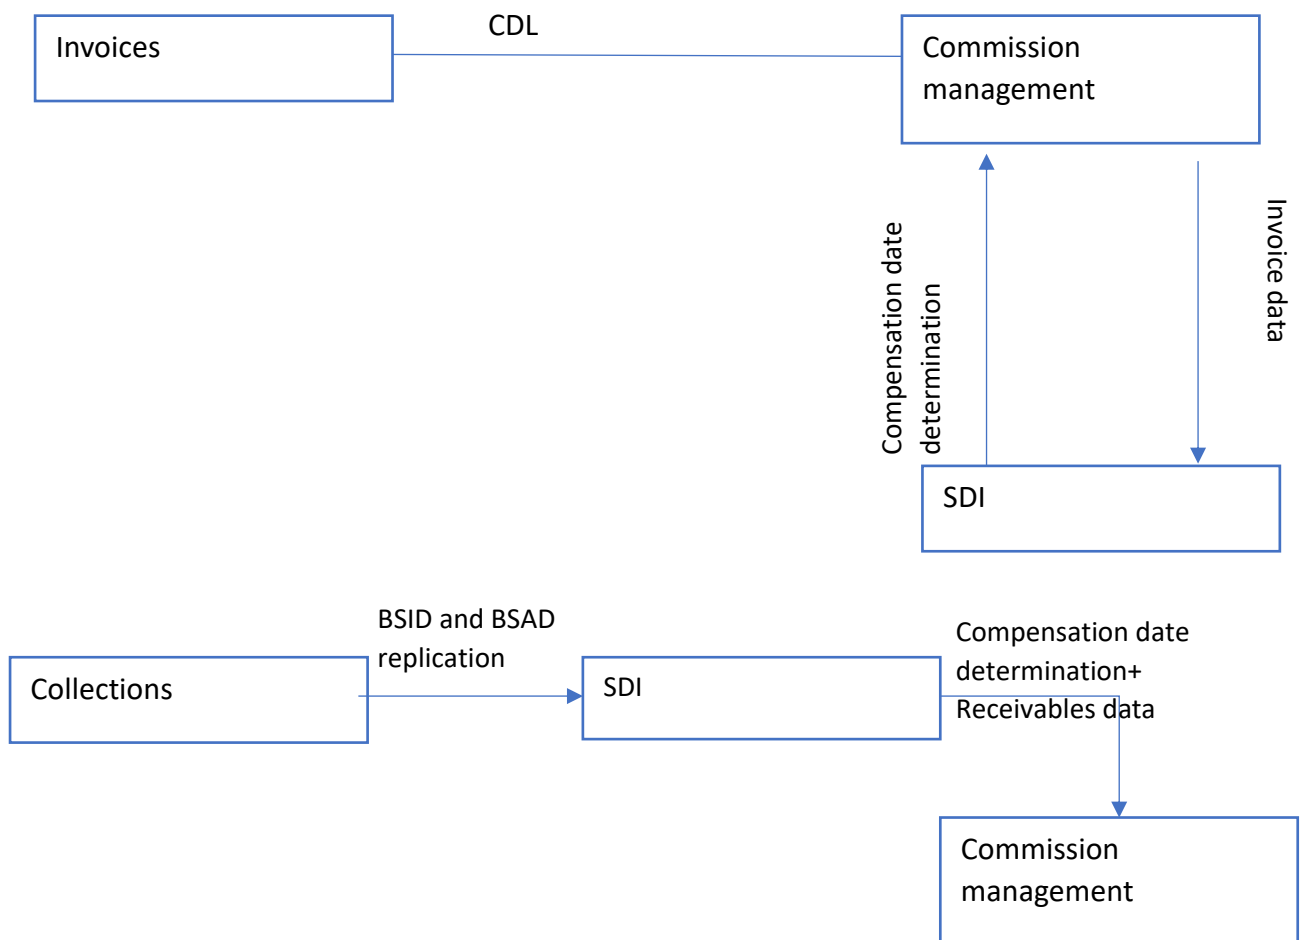 Invoices
CDL
Commission
management
Compensation date
determination
Invoice data
SDI
BSID and BSAD
replication
Collections
SDI
Compensation date
determination+
Receivables data
Commission
management